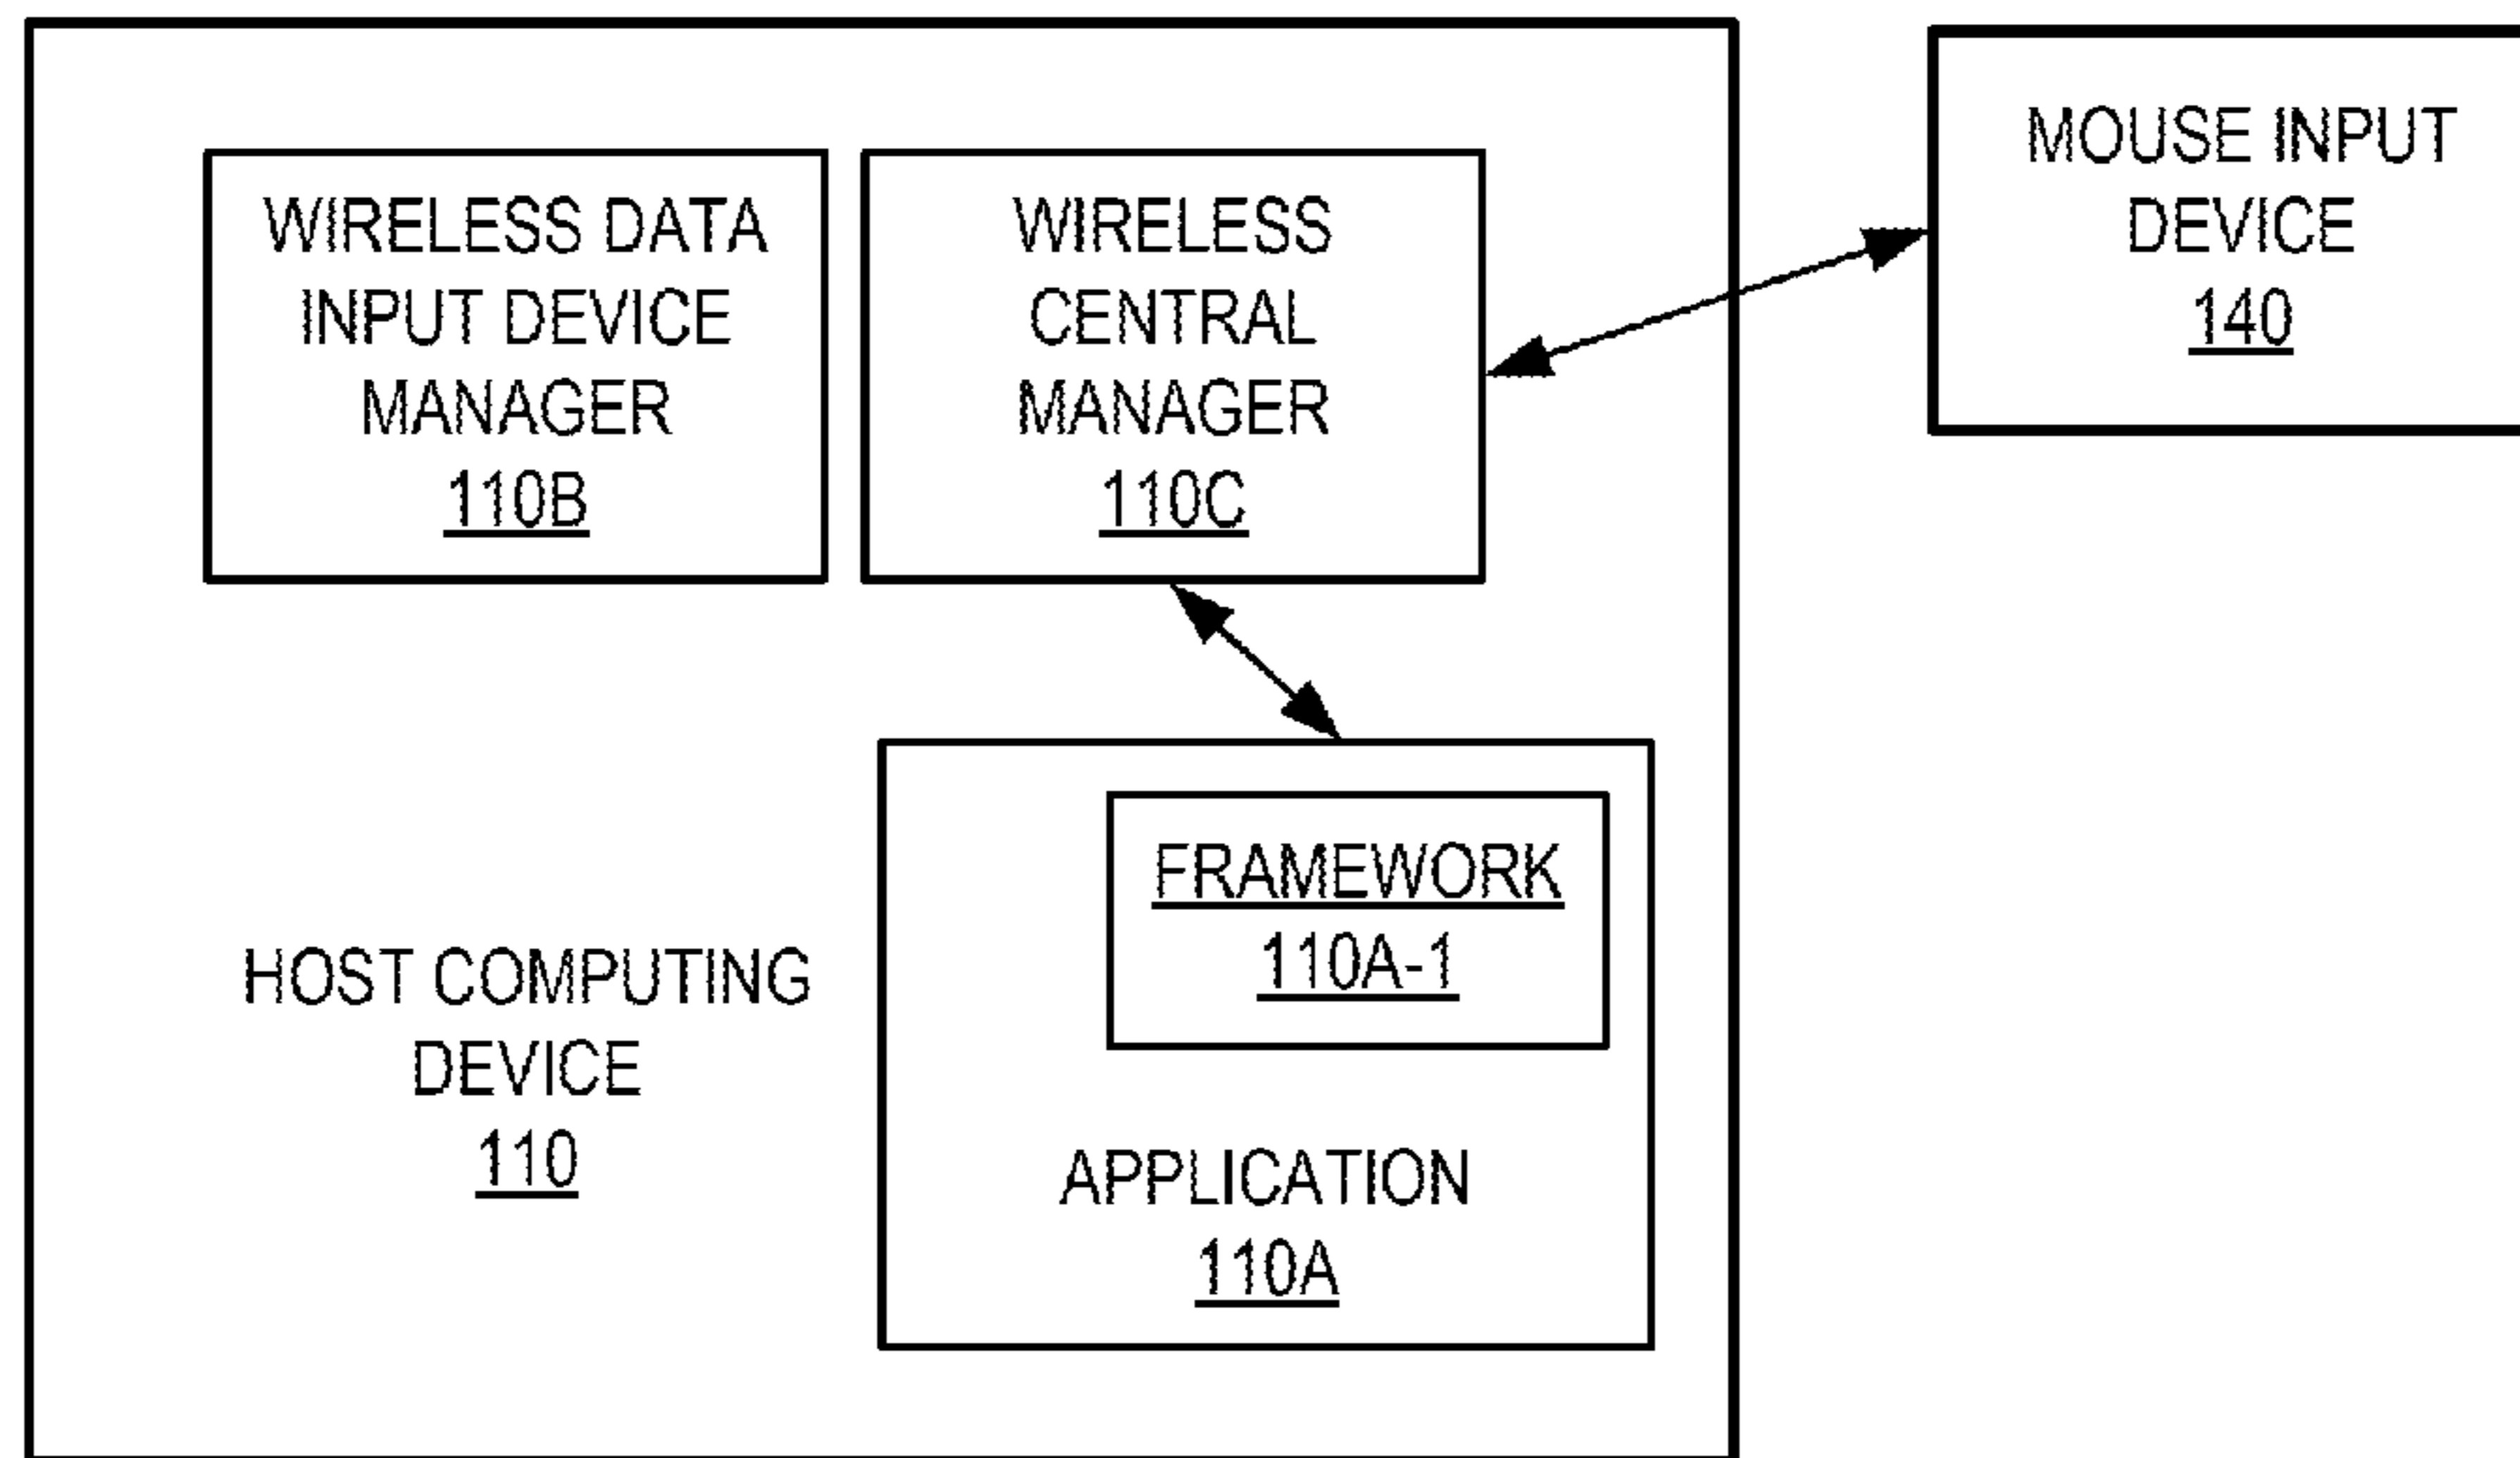 WIRELESS DATA
INPUT DEVICE
MANAGER
110B
WIRELESS
CENTRAL
MANAGER
110C
MOUSE INPUT
DEVICE
140
FRAMEWORK
110A-1
HOST COMPUTING
DEVICE
110
APPLICATION
110A